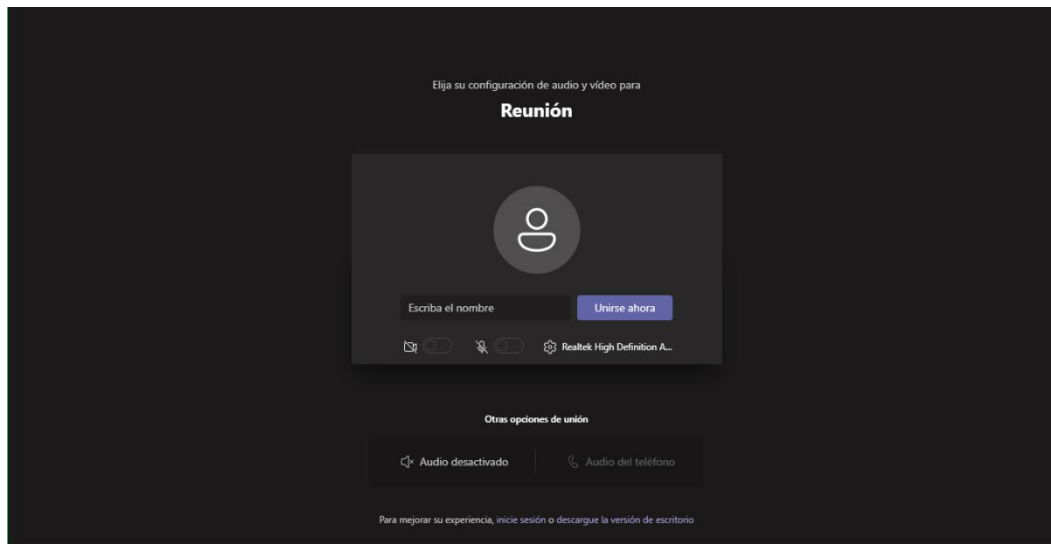 Elija su configuración de audio y vídeo para
Reunión
Escriba el nombre
Unirse ahora
Realtek High Definition A...
Otras opciones de unión
Audio desactivado
Audio del teléfono
Para mejorar su experiencia, inicie sesión o descargue la versión de escritorio